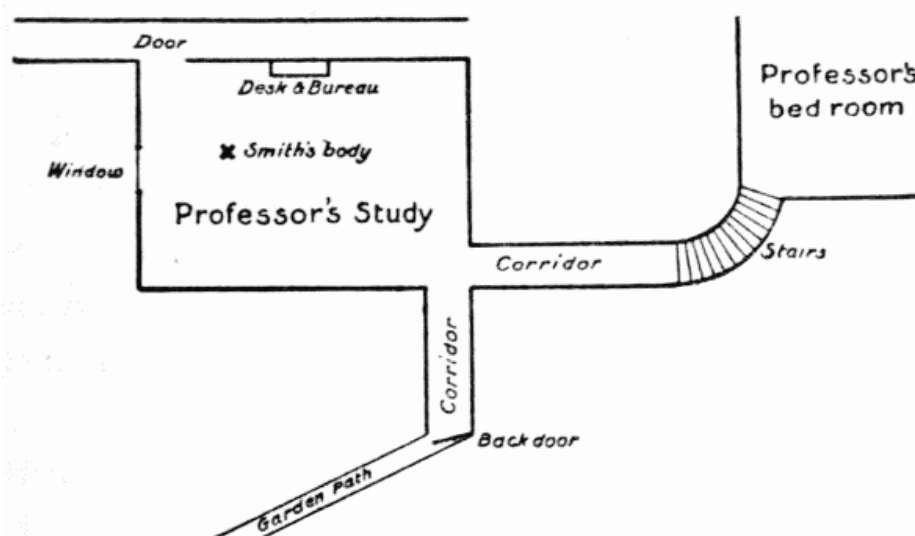 Door
Professor's
bed room
Desk & Bureau
Smith's body
Window
Professor's Study
Corridor
Stairs
Corridor
Back door
Garden Path